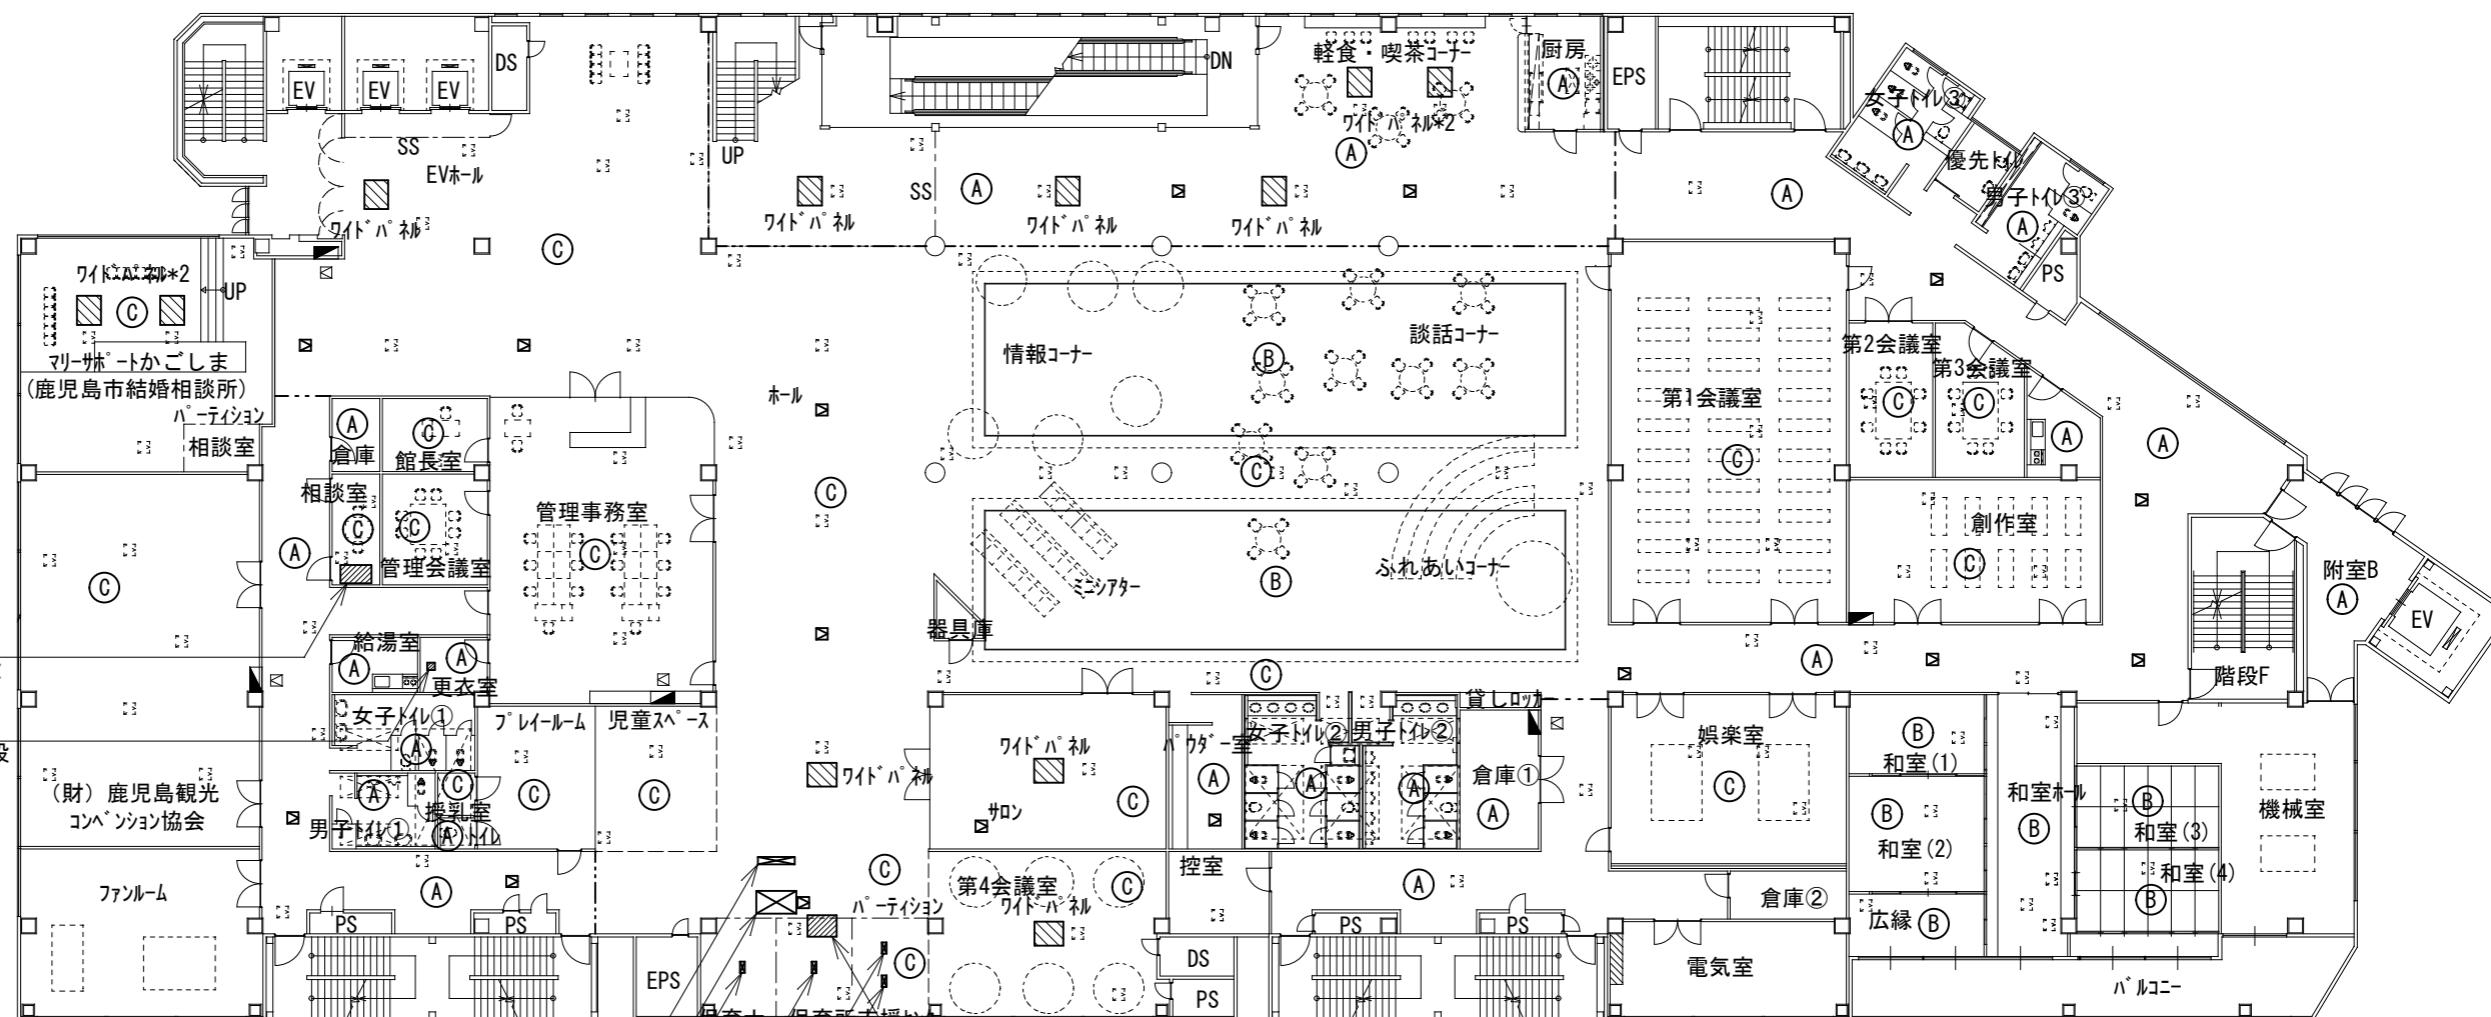 DS
EV
EV
EV
SS
EVホール
ワイドパネル
UP
DN
軽食・喫茶コーナー
ワイドパネル*2
Ⓐ
厨房
Ⓐ
EPS
女子トイレ③
Ⓐ
優先トイレ
男子トイレ③
Ⓐ
PS
Ⓐ
SS
Ⓐ
ワイドパネル
ワイドパネル
ワイドパネル
Ⓒ
ワイドパネル*2
UP
Ⓒ
マリーサポートかごしま
(鹿児島市結婚相談所)
パーティション
相談室
ホール
情報コーナー
Ⓑ
談話コーナー
第1会議室
Ⓒ
第2会議室
Ⓒ
第3会議室
Ⓒ
Ⓐ
Ⓐ
Ⓐ
倉庫
Ⓒ
館長室
相談室
Ⓒ
Ⓒ
管理会議室
管理事務室
Ⓒ
Ⓐ
Ⓒ
Ⓒ
Ⓒ
創作室
Ⓒ
ミニシアター
Ⓑ
ふれあいコーナー
器具庫
附室B
Ⓐ
EV
階段F
給湯室
Ⓐ
Ⓐ
更衣室
Ⓒ
Ⓐ
女子トイレ①
Ⓐ
プレイルーム
Ⓒ
児童スペース
Ⓒ
ワイドパネル
ワイドパネル
サロン
Ⓒ
パウダー室
Ⓐ
女子トイレ②
Ⓐ
男子トイレ②
Ⓐ
貸しロッカ
倉庫①
Ⓐ
娯楽室
Ⓒ
Ⓑ
和室(1)
Ⓑ
和室(2)
和室ホール
Ⓑ
Ⓑ
和室(3)
和室(4)
Ⓑ
機械室
(財)鹿児島観光
コンベンション協会
Ⓐ
男子トイレ①
Ⓒ
授乳室
Ⓐ
トイレ
ファンルーム
Ⓐ
PS
PS
EPS
Ⓒ
パーティション
Ⓒ
第4会議室
Ⓒ
ワイドパネル
控室
Ⓐ
DS
PS
PS
PS
倉庫②
電気室
広縁
Ⓑ
バルコニー